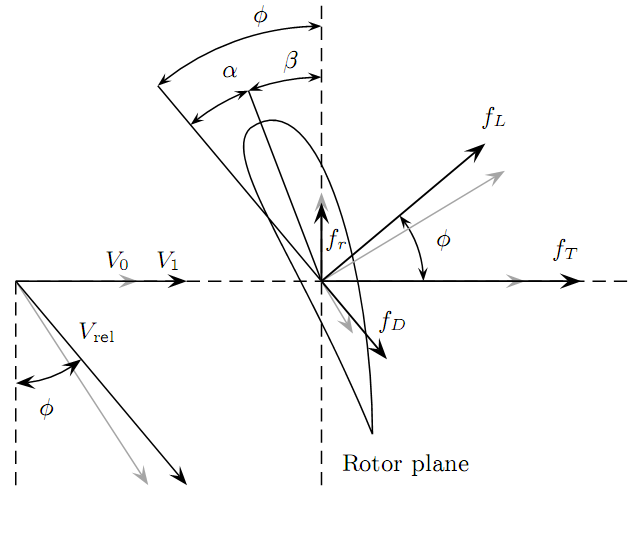 ϕ
α
β
f_L
f_r
ϕ
f_T
V_0
V_1
f_D
V_rel
ϕ
Rotor plane